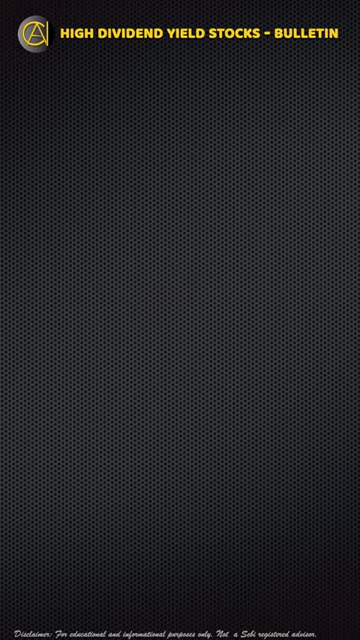 HIGH DIVIDEND YIELD STOCKS - BULLETIN
Disclaimer: For educational and informational purposes only. Not a Sebi registered advisor.